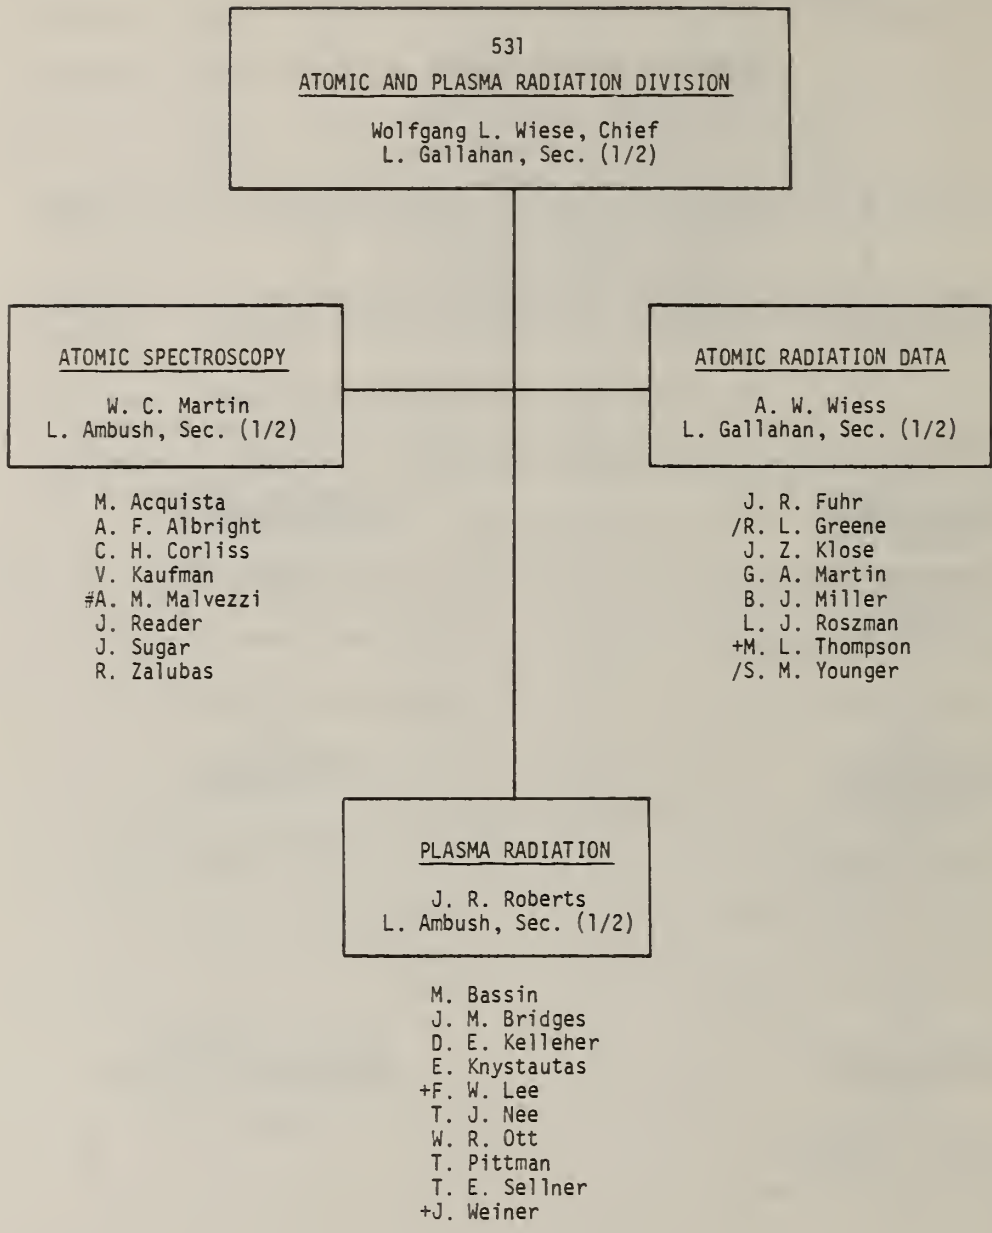 531
ATOMIC AND PLASMA RADIATION DIVISION
Wolfgang L. Wiese, Chief
L. Gallahan, Sec. (1/2)
ATOMIC SPECTROSCOPY
W. C. Martin
L. Ambush, Sec. (1/2)
M. Acquista
A. F. Albright
C. H. Corliss
V. Kaufman
#A. M. Malvezzi
J. Reader
J. Sugar
R. Zalubas
ATOMIC RADIATION DATA
A. W. Wiess
L. Gallahan, Sec. (1/2)
J. R. Fuhr
/R. L. Greene
J. Z. Klose
G. A. Martin
B. J. Miller
L. J. Roszman
+M. L. Thompson
/S. M. Younger
PLASMA RADIATION
J. R. Roberts
L. Ambush, Sec. (1/2)
M. Bassin
J. M. Bridges
D. E. Kelleher
E. Knystautas
+F. W. Lee
T. J. Nee
W. R. Ott
T. Pittman
T. E. Sellner
+J. Weiner